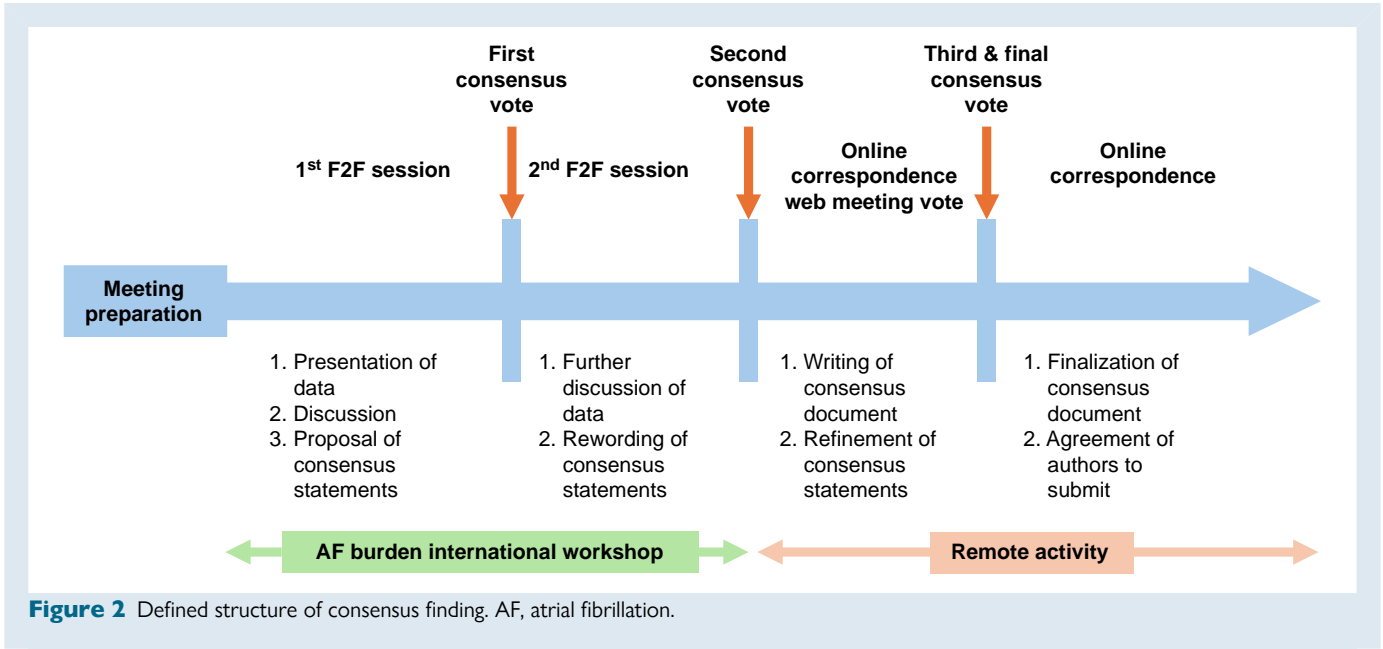 First
consensus
vote
Second
consensus
vote
Third & final
consensus
vote
1st F2F session
2nd F2F session
Online
correspondence
web meeting vote
Online
correspondence
Meeting
preparation
1. Presentation of
data
2. Discussion
3. Proposal of
consensus
statements
1. Further
discussion of
data
2. Rewording of
consensus
statements
1. Writing of
consensus
document
2. Refinement of
consensus
statements
1. Finalization of
consensus
document
2. Agreement of
authors to
submit
AF burden international workshop
Remote activity
Figure 2 Defined structure of consensus finding. AF, atrial fibrillation.